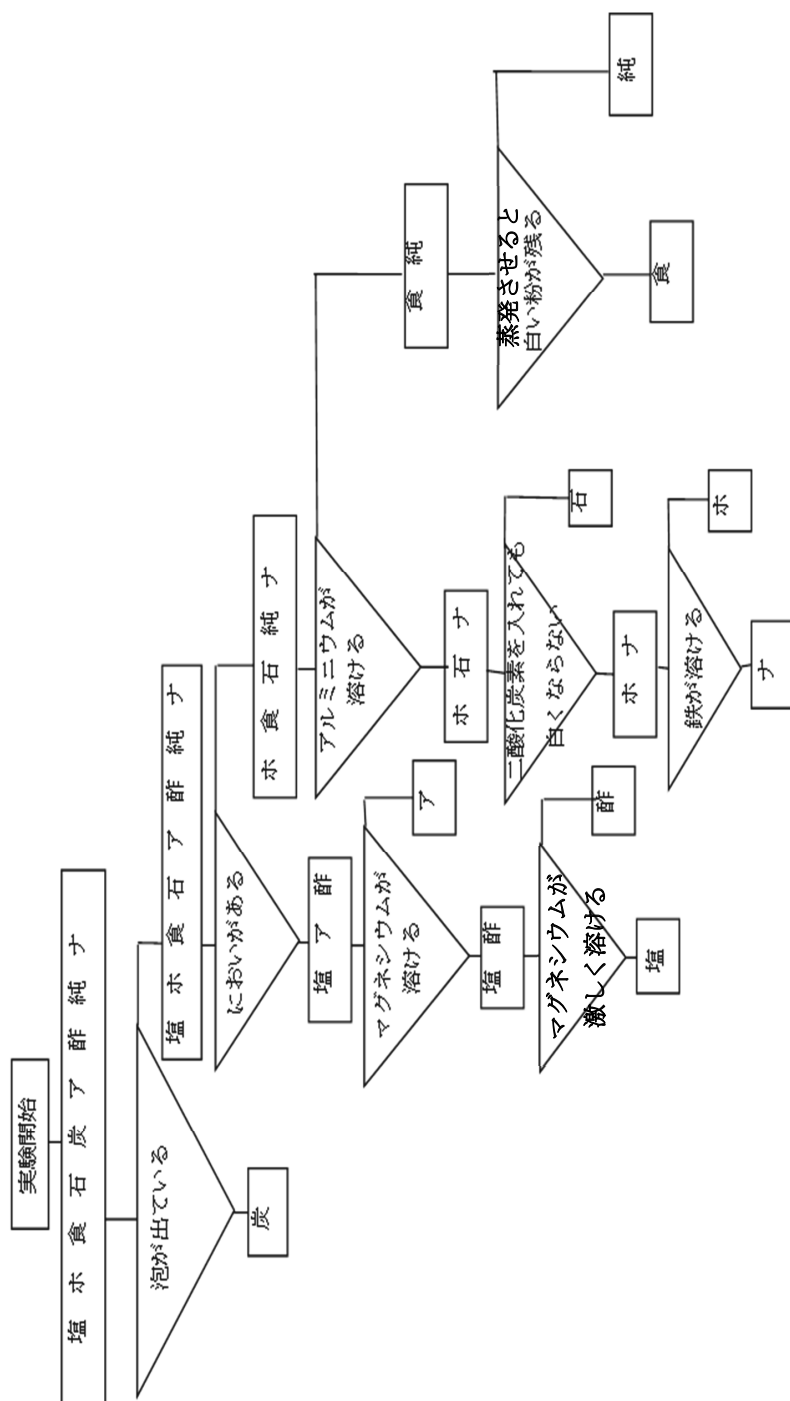 実験開始
塩 ホ 食 石 炭 ア 酢 純 ナ
泡が出ている
炭
塩 ホ 食 石 ア 酢 純 ナ
においがある
塩 ア 酢
マグネシウムが
溶ける
ア
塩 酢
マグネシウムが
激しく溶ける
酢
塩
ホ 食 石 純 ナ
アルミニウムが
溶ける
ホ 石 ナ
二酸化炭素を入れても
白くならない
石
ホ ナ
鉄が溶ける
ホ
ナ
食 純
蒸発させると
白い粉が残る
純
食